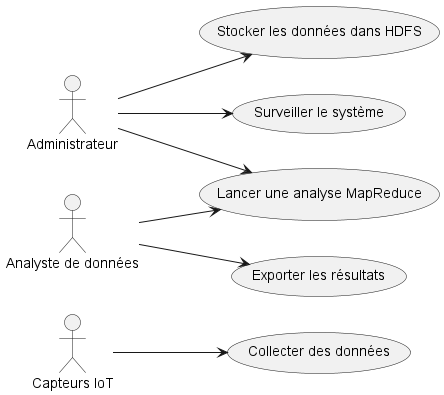 Stocker les données dans HDFS
Surveiller le système
Administrateur
Lancer une analyse MapReduce
Analyste de données
Exporter les résultats
Collecter des données
Capteurs IoT